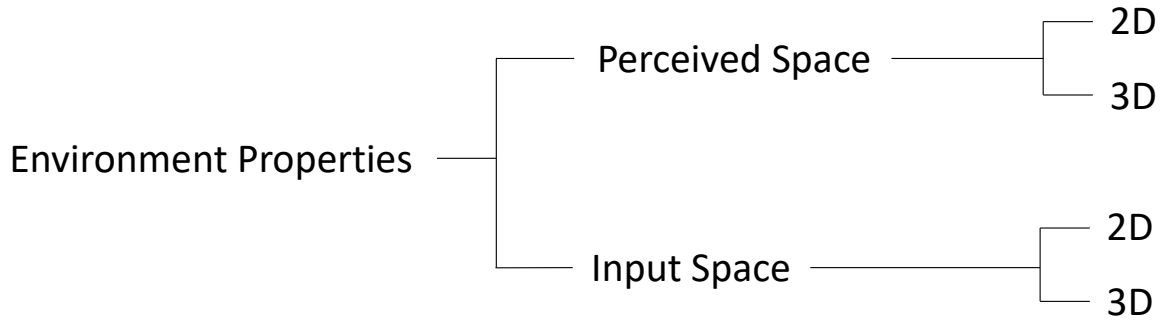 2D
Perceived Space
3D
Environment Properties
2D
Input Space
3D